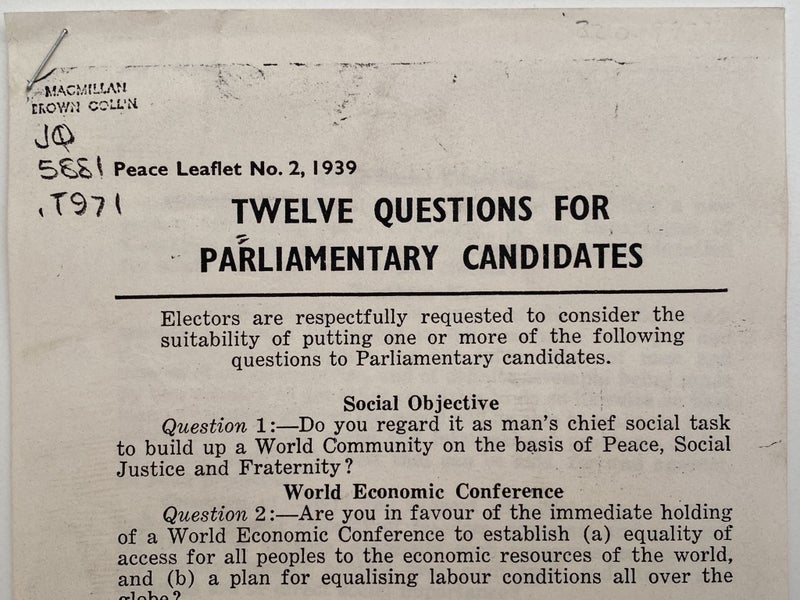 MACMILLAN
BROWN COLL'N
JQ
5881
.T971
Peace Leaflet No. 2, 1939
TWELVE QUESTIONS FOR
PARLIAMENTARY CANDIDATES
Electors are respectfully requested to consider the
suitability of putting one or more of the following
questions to Parliamentary candidates.
Social Objective
Question 1:—Do you regard it as man's chief social task
to build up a World Community on the basis of Peace, Social
Justice and Fraternity?
World Economic Conference
Question 2:—Are you in favour of the immediate holding
of a World Economic Conference to establish (a) equality of
access for all peoples to the economic resources of the world,
and (b) a plan for equalising labour conditions all over the
globe?